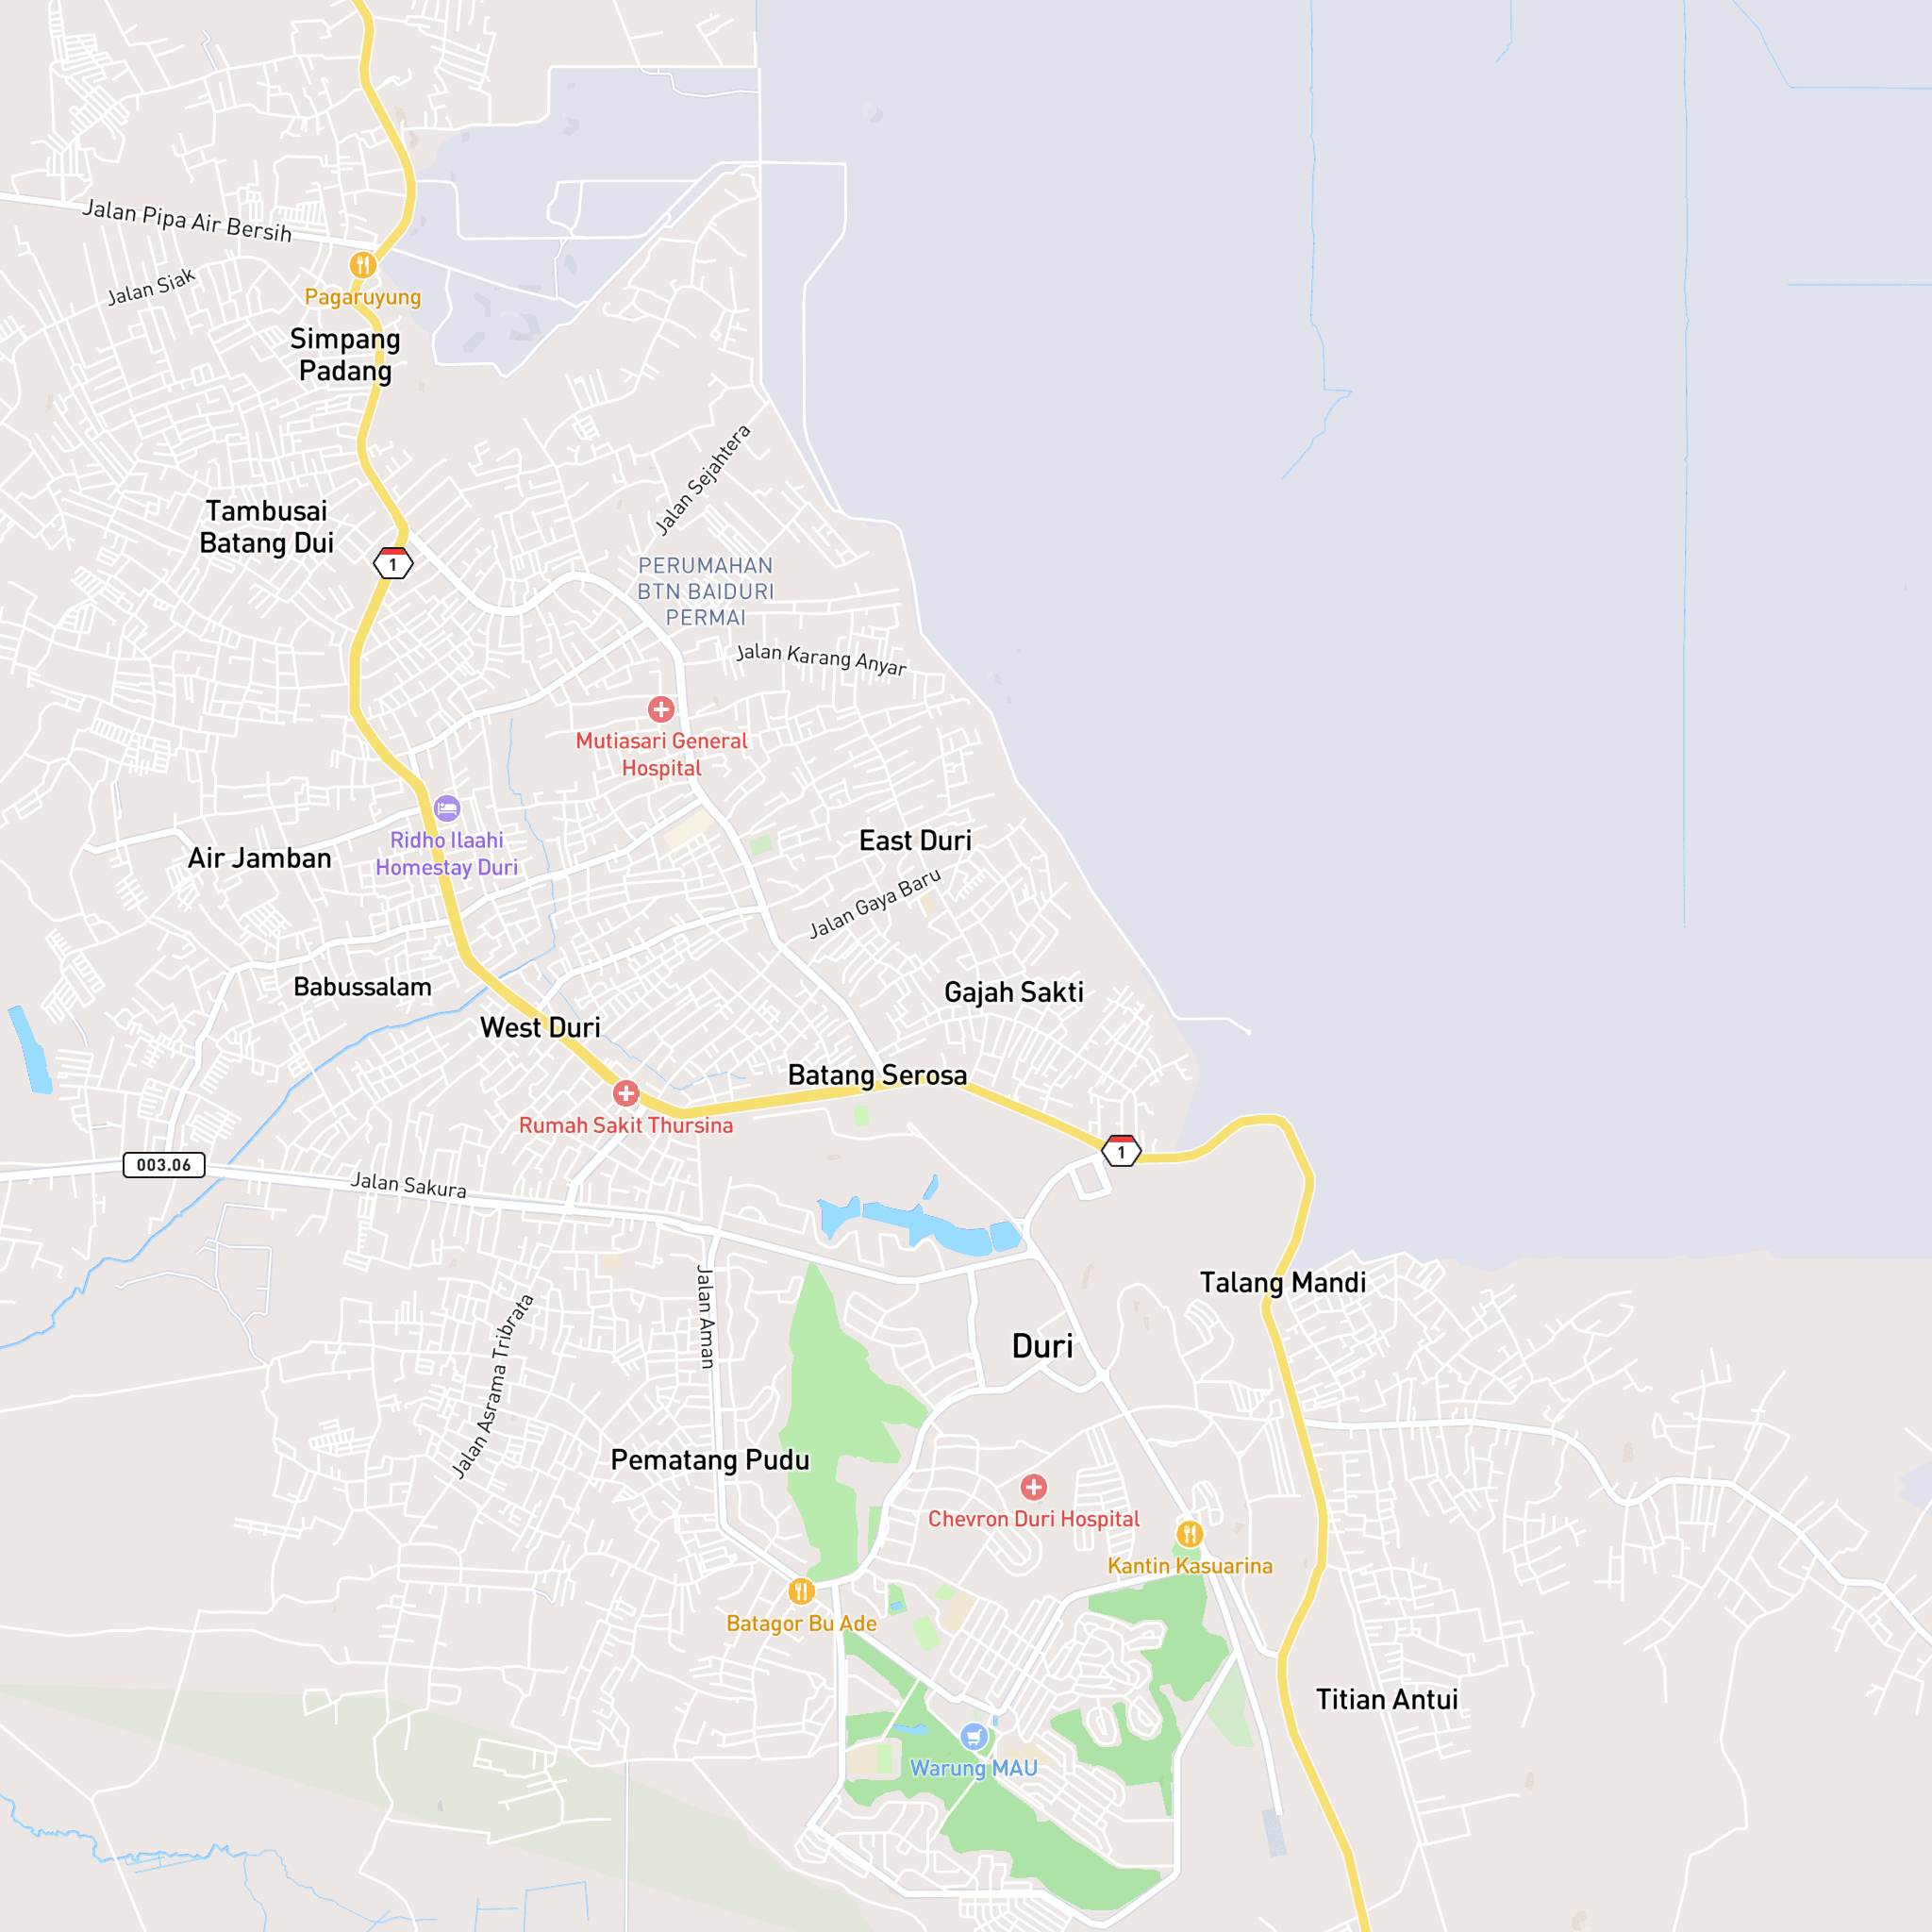 Jalan Pipa Air Bersih
Jalan Siak
Pagaruyung
Simpang
Padang
Jalan Sejahtera
Tambusai
Batang Dui
1
PERUMAHAN
BTN BAIDURI
PERMAI
Jalan Karang Anyar
Mutiasari General
Hospital
Ridho Ilaahi
Homestay Duri
Air Jamban
East Duri
Jalan Gaya Baru
Babussalam
Gajah Sakti
West Duri
Batang Serosa
Rumah Sakit Thursina
1
003.06
Jalan Sakura
Talang Mandi
Jalan Aman
Jalan Asrama Tribrata
Duri
Pematang Pudu
Chevron Duri Hospital
Kantin Kasuarina
Batagor Bu Ade
Titian Antui
Warung MAU